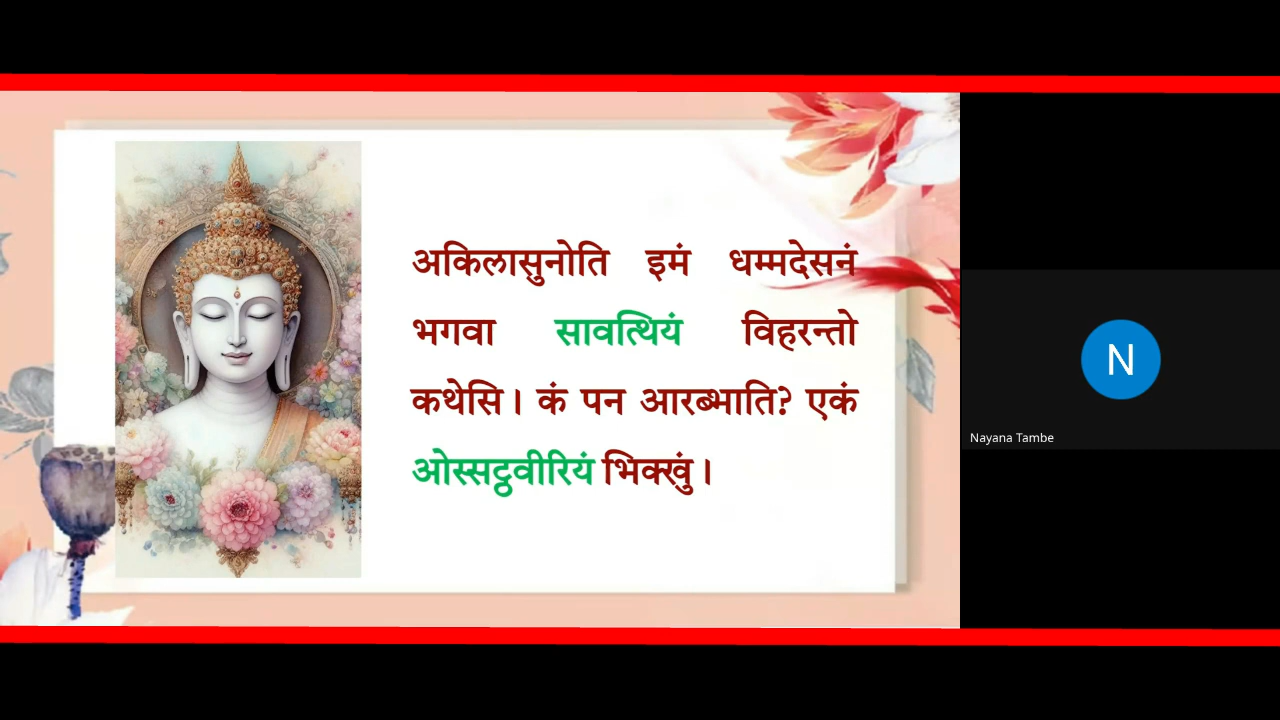 अकिलासुनोति इमं धम्मदेसनं
भगवा सावत्थियं विहरन्तो
कथेसि। कं पन आरब्भाति? एकं
ओस्सट्ठवीरियं भिक्खुं।
N
Nayana Tambe